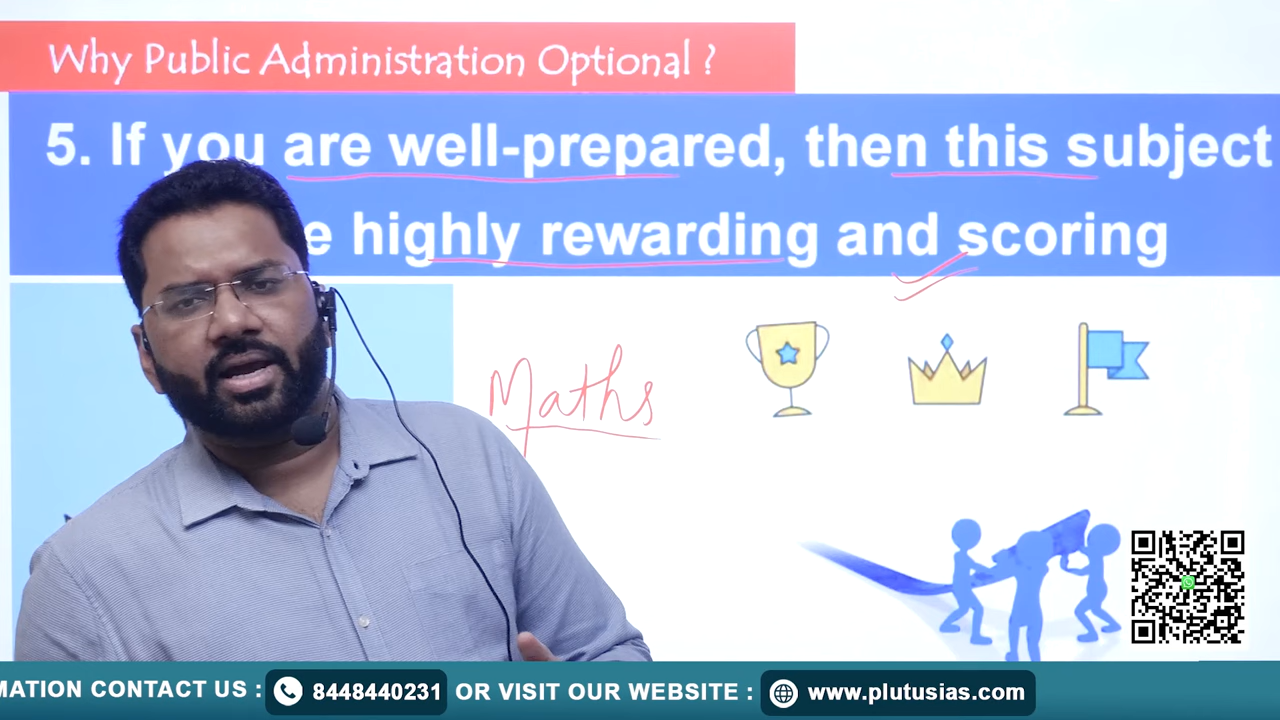 Why Public Administration Optional ?
5. If you are well-prepared, then this subject
e highly rewarding and scoring
Maths
MATION CONTACT US : 8448440231 OR VISIT OUR WEBSITE : www.plutusias.com